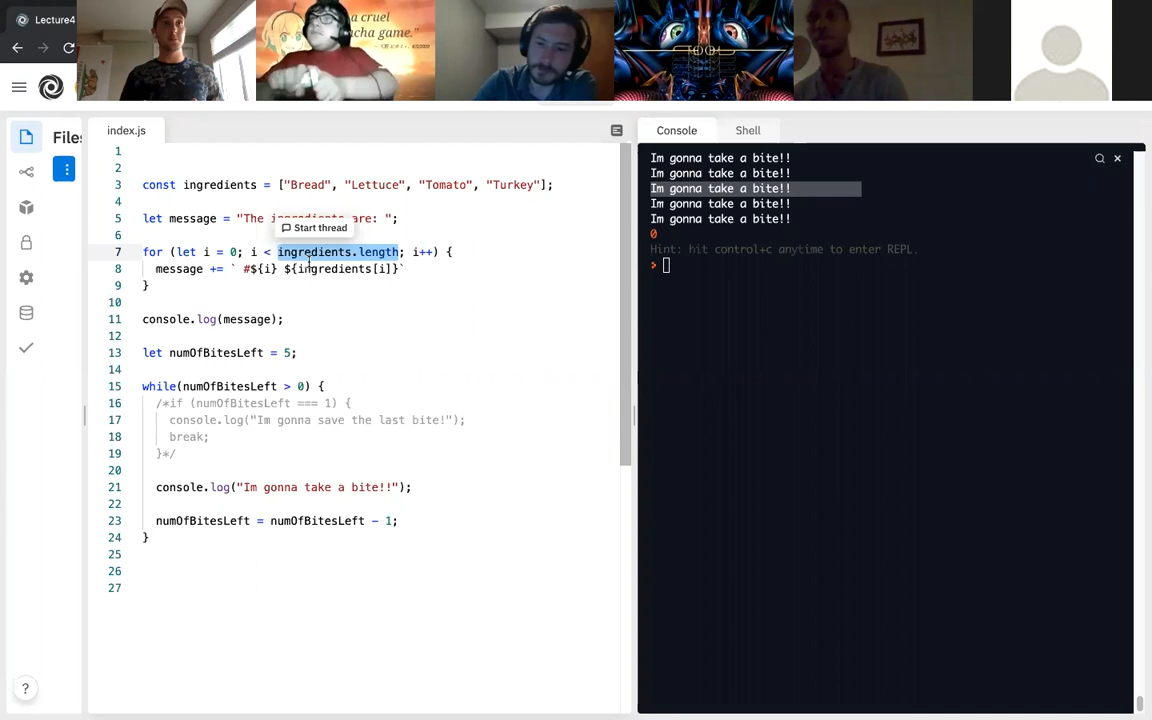 Lecture4
a cruel
cha game."
TOOL
Files
index.js
Console
Shell
1
2
3 const ingredients = ["Bread", "Lettuce", "Tomato", "Turkey"];
4
5 let message = "The ingredients are: ";
6
Start thread
7 for (let i = 0; i < ingredients.length; i++) {
8 message += ` #${i} ${ingredients[i]}`
9 }
10
11 console.log(message);
12
13 let numOfBitesLeft = 5;
14
15 while(numOfBitesLeft > 0) {
16 /*if (numOfBitesLeft === 1) {
17 console.log("Im gonna save the last bite!");
18 break;
19 }*/
20
21 console.log("Im gonna take a bite!!");
22
23 numOfBitesLeft = numOfBitesLeft - 1;
24 }
25
26
27
Im gonna take a bite!!
Im gonna take a bite!!
Im gonna take a bite!!
Im gonna take a bite!!
Im gonna take a bite!!
0
Hint: hit control+c anytime to enter REPL.
>
?